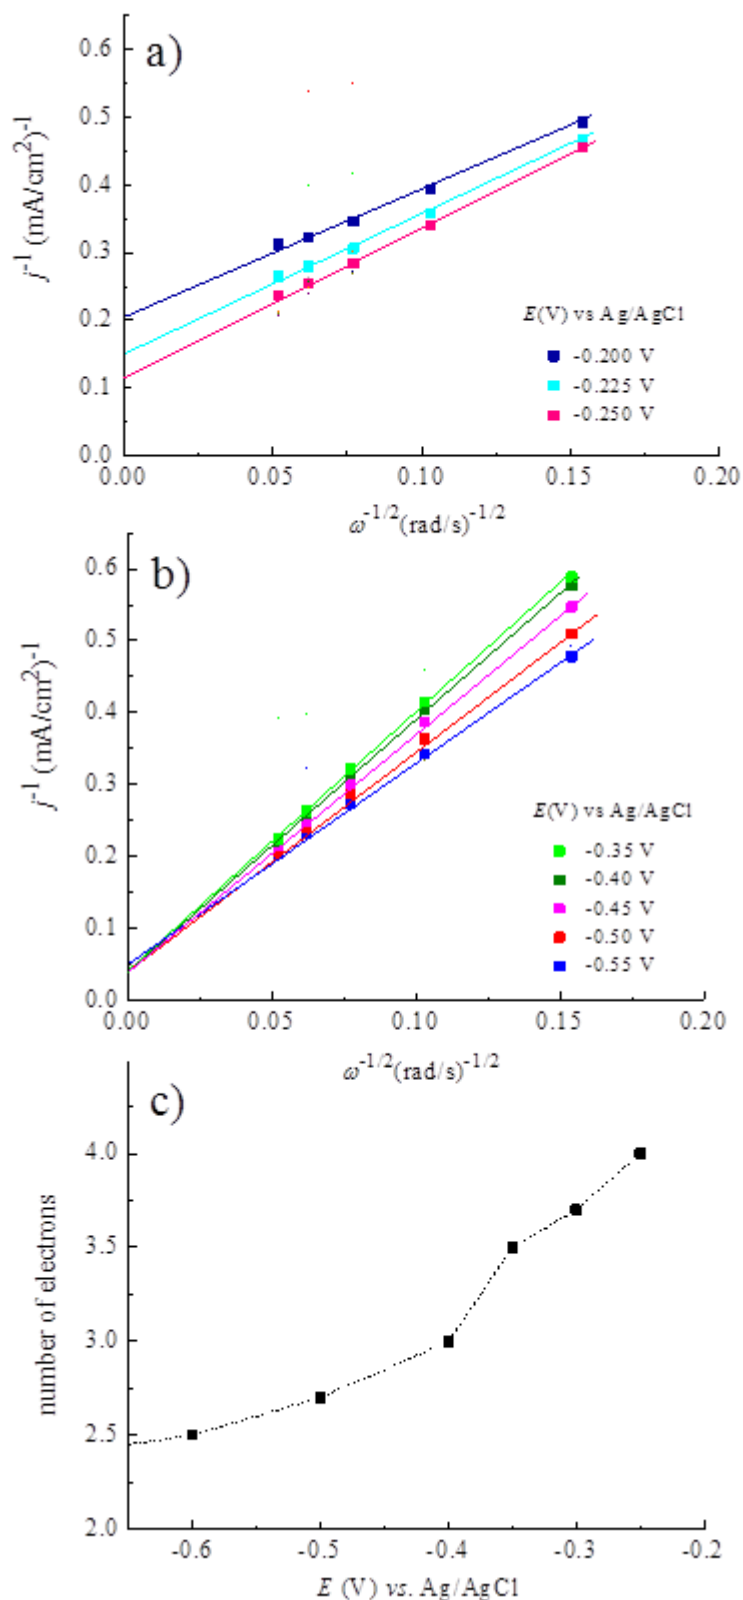 a)
0.6
0.5
0.4
0.3
0.2
0.1
0.0
j⁻¹ (mA/cm²)⁻¹
E(V) vs Ag/AgCl
-0.200 V
-0.225 V
-0.250 V
0.00 0.05 0.10 0.15 0.20
ω⁻¹/²(rad/s)⁻¹/²
b)
0.6
0.5
0.4
0.3
0.2
0.1
0.0
j⁻¹ (mA/cm²)⁻¹
E(V) vs Ag/AgCl
-0.35 V
-0.40 V
-0.45 V
-0.50 V
-0.55 V
0.00 0.05 0.10 0.15 0.20
ω⁻¹/²(rad/s)⁻¹/²
c)
4.0
3.5
3.0
2.5
2.0
number of electrons
-0.6 -0.5 -0.4 -0.3 -0.2
E (V) vs. Ag/AgCl